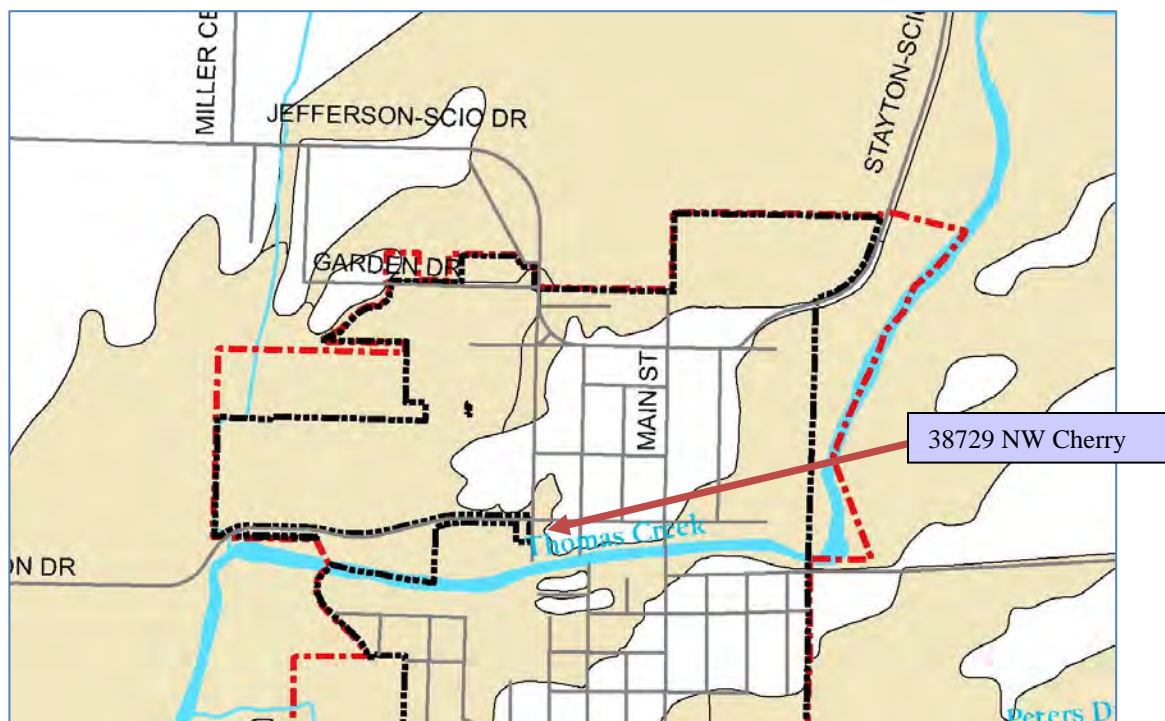 MILLER CE
JEFFERSON-SCIO DR
STAYTON-SCIO
GARDEN DR
MAIN ST
38729 NW Cherry
Thomas Creek
ON DR
Peters D